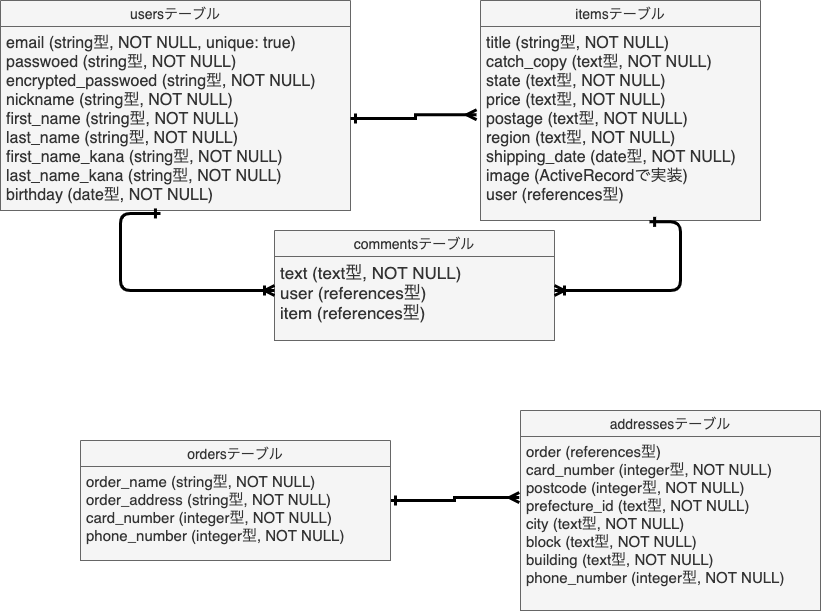 usersテーブル
email (string型, NOT NULL, unique: true)
passwoed (string型, NOT NULL)
encrypted_passwoed (string型, NOT NULL)
nickname (string型, NOT NULL)
first_name (string型, NOT NULL)
last_name (string型, NOT NULL)
first_name_kana (string型, NOT NULL)
last_name_kana (string型, NOT NULL)
birthday (date型, NOT NULL)
itemsテーブル
title (string型, NOT NULL)
catch_copy (text型, NOT NULL)
state (text型, NOT NULL)
price (text型, NOT NULL)
postage (text型, NOT NULL)
region (text型, NOT NULL)
shipping_date (date型, NOT NULL)
image (ActiveRecordで実装)
user (references型)
commentsテーブル
text (text型, NOT NULL)
user (references型)
item (references型)
ordersテーブル
order_name (string型, NOT NULL)
order_address (string型, NOT NULL)
card_number (integer型, NOT NULL)
phone_number (integer型, NOT NULL)
addressesテーブル
order (references型)
card_number (integer型, NOT NULL)
postcode (integer型, NOT NULL)
prefecture_id (text型, NOT NULL)
city (text型, NOT NULL)
block (text型, NOT NULL)
building (text型, NOT NULL)
phone_number (integer型, NOT NULL)